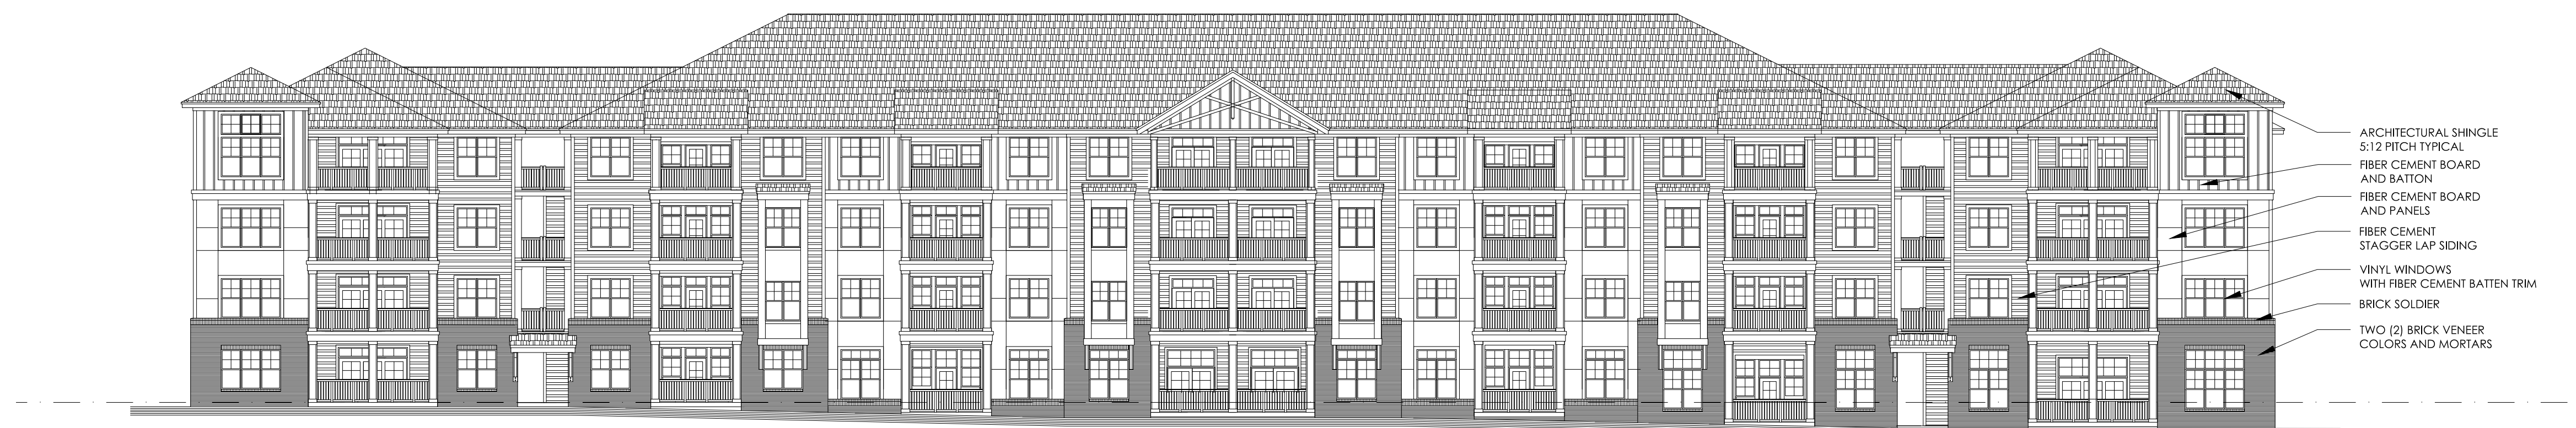 ARCHITECTURAL SHINGLE
5:12 PITCH TYPICAL
FIBER CEMENT BOARD
AND BATTON
FIBER CEMENT BOARD
AND PANELS
FIBER CEMENT
STAGGER LAP SIDING
VINYL WINDOWS
WITH FIBER CEMENT BATTEN TRIM
BRICK SOLDIER
TWO (2) BRICK VENEER
COLORS AND MORTARS